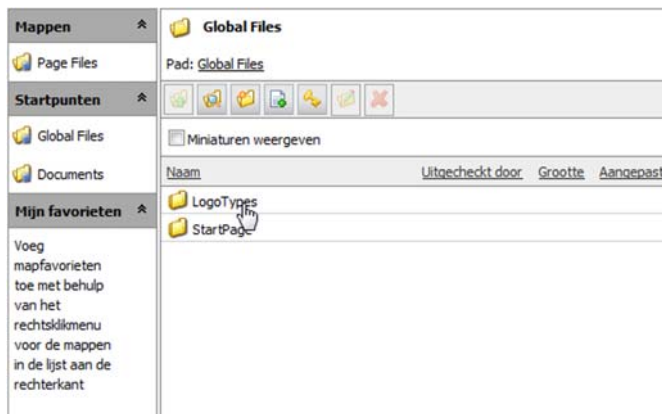 Mappen
Page Files
Startpunten
Global Files
Documents
Mijn favorieten
Voeg
mapfavorieten
toe met behulp
van het
rechtsklikmenu
voor de mappen
in de lijst aan de
rechterkant
Global Files
Pad: Global Files
Miniaturen weergeven
Naam Uitgecheckt door Grootte Aangepast
LogoTypes
StartPage